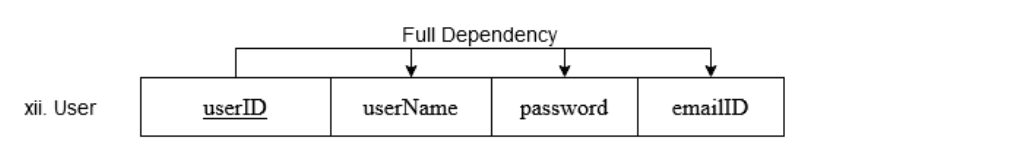 Full Dependency
xii. User userID userName password emailID